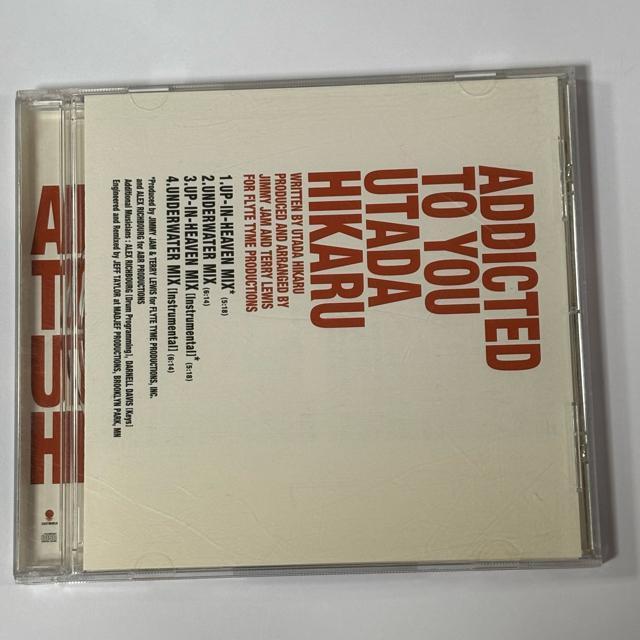 ADDICTED
TO YOU
UTADA
HIKARU
WRITTEN BY UTADA HIKARU
PRODUCED AND ARRANGED BY
JIMMY JAM AND TERRY LEWIS
FOR FLYTE TYME PRODUCTIONS
1.UP-IN-HEAVEN MIX* (5:18)
2.UNDERWATER MIX (6:14)
3.UP-IN-HEAVEN MIX [Instrumental]* (5:18)
4.UNDERWATER MIX [Instrumental] (6:14)
*Produced by JIMMY JAM & TERRY LEWIS for FLYTE TYME PRODUCTIONS, INC.
and ALEX RICHBOURG for ABR PRODUCTIONS
Additional Musicians : ALEX RICHBOURG [Drum Programming], DARNELL DAVIS [Keys]
Engineered and Remixed by JEFF TAYLOR at MADJEF PRODUCTIONS, BROOKLYN PARK, MN
A
T
U
H